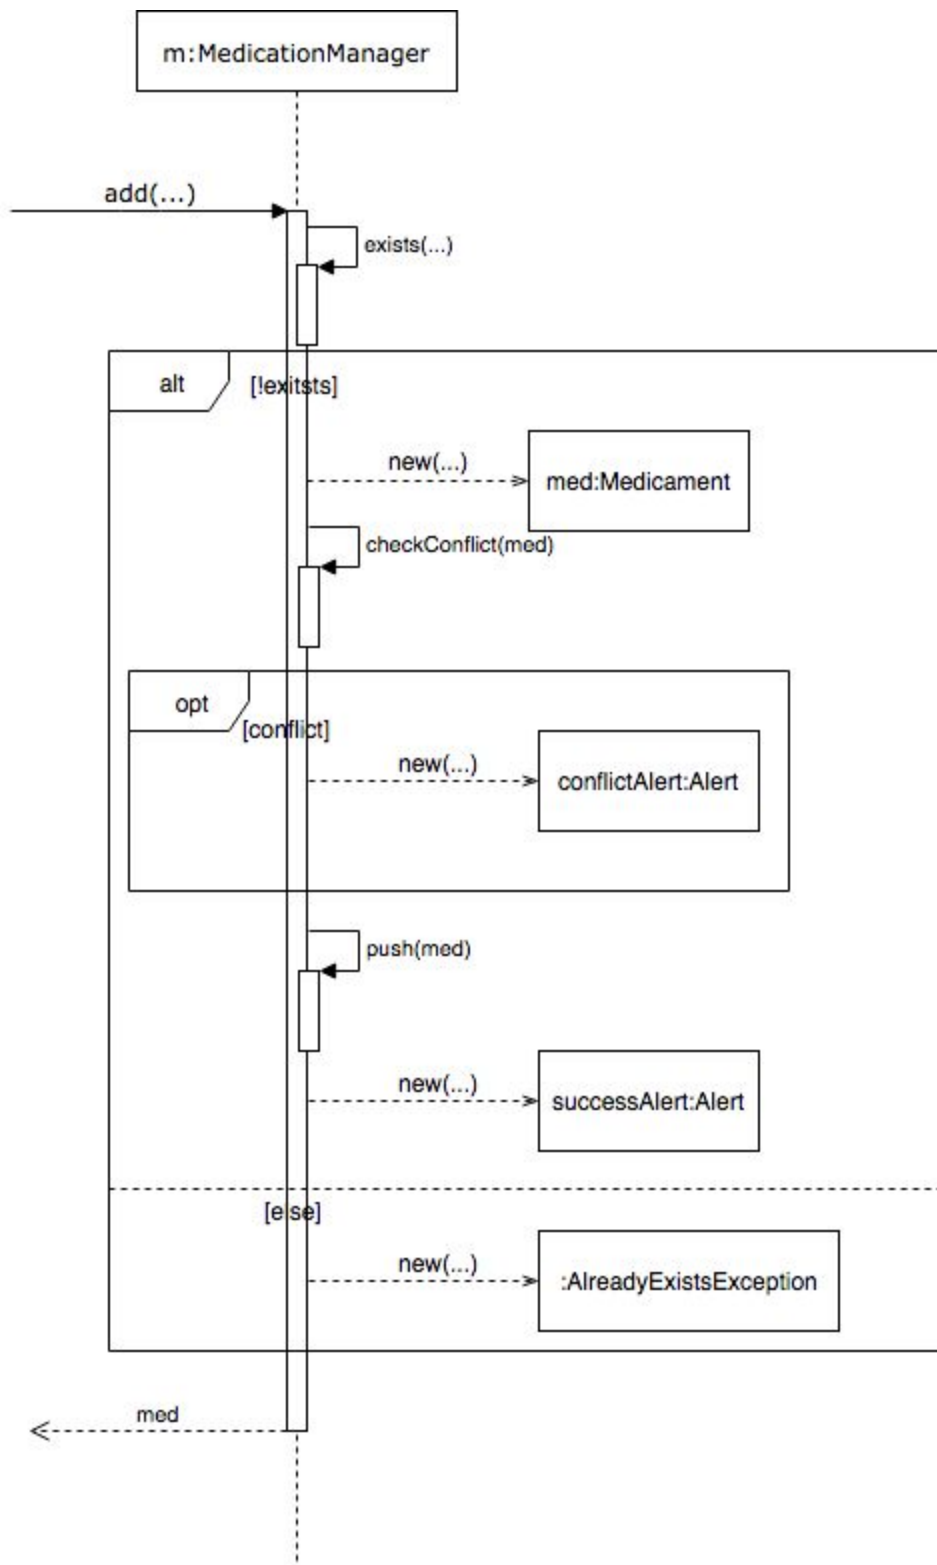 m:MedicationManager
add(...)
exists(...)
alt
[!exitsts]
new(...)
med:Medicament
checkConflict(med)
opt
[conflict]
new(...)
conflictAlert:Alert
push(med)
new(...)
successAlert:Alert
[else]
new(...)
:AlreadyExistsException
med